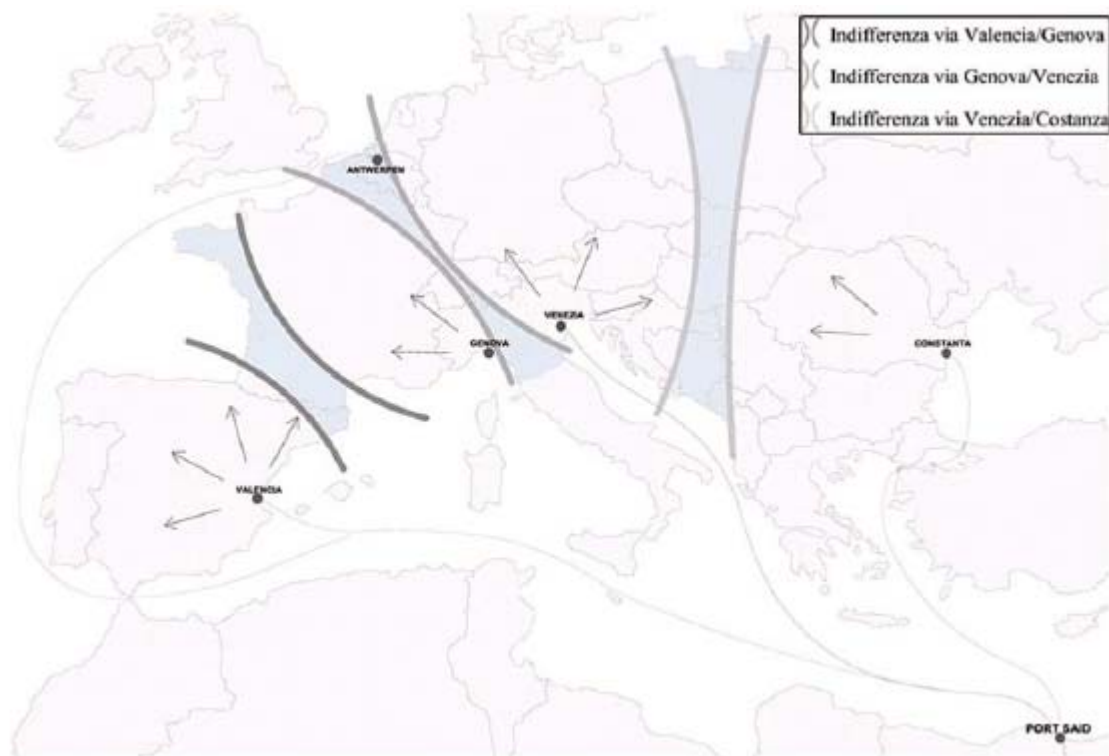 Indifferenza via Valencia/Genova
Indifferenza via Genova/Venezia
Indifferenza via Venezia/Costanza
ANTWERPEN
VENEZIA
GENOVA
CONSTANTA
VALENCIA
PORT SAID